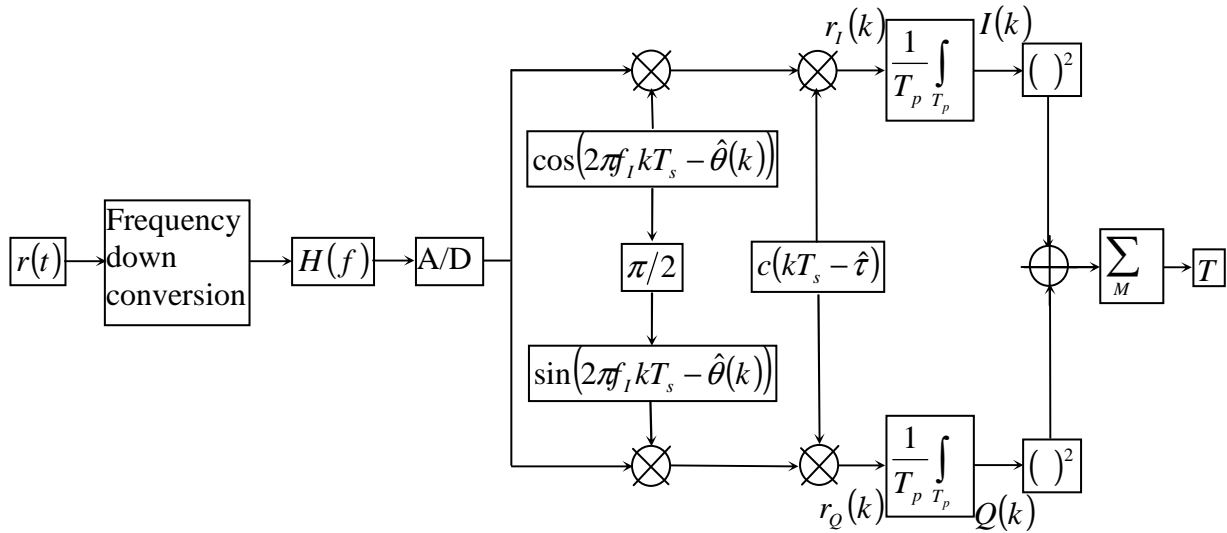 r_I(k)
I(k)
1/T_p ∫_{T_p}
( )^2
cos(2πf_I kT_s − θ̂(k))
r(t)
Frequency
down
conversion
H(f)
A/D
π/2
c(kT_s − τ̂)
∑_M
T
sin(2πf_I kT_s − θ̂(k))
1/T_p ∫_{T_p}
( )^2
r_Q(k)
Q(k)